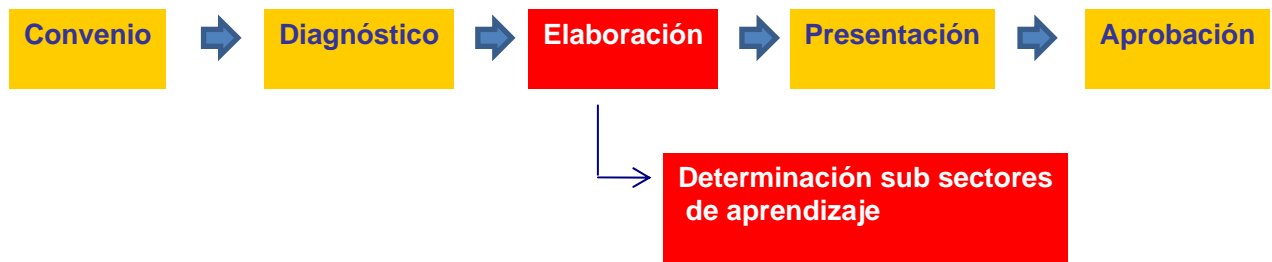 Convenio
Diagnóstico
Elaboración
Presentación
Aprobación
Determinación sub sectores
de aprendizaje